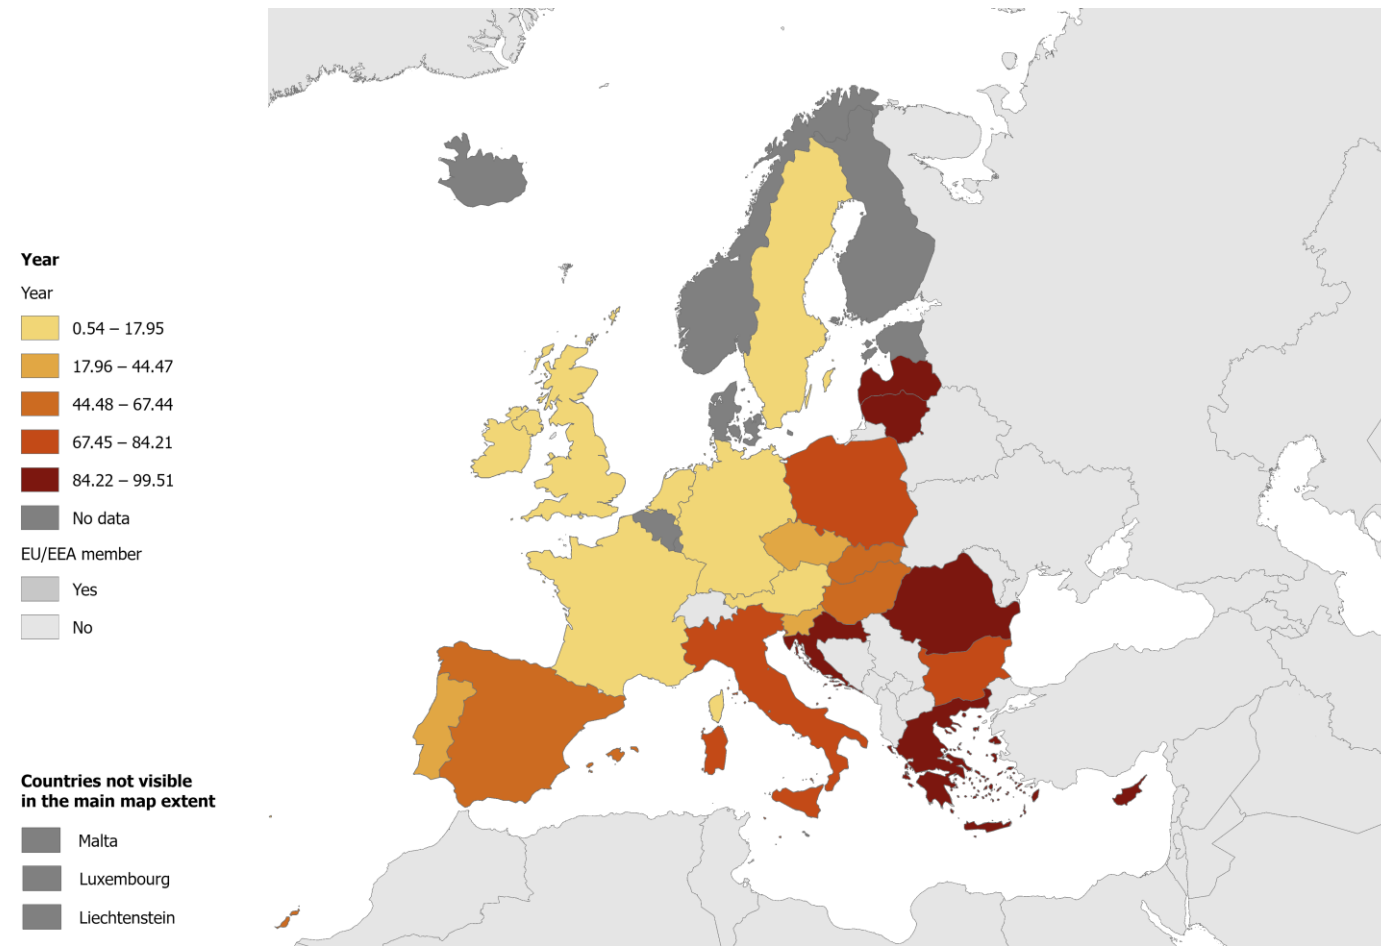 Year
Year
0.54 – 17.95
17.96 – 44.47
44.48 – 67.44
67.45 – 84.21
84.22 – 99.51
No data
EU/EEA member
Yes
No
Countries not visible
in the main map extent
Malta
Luxembourg
Liechtenstein